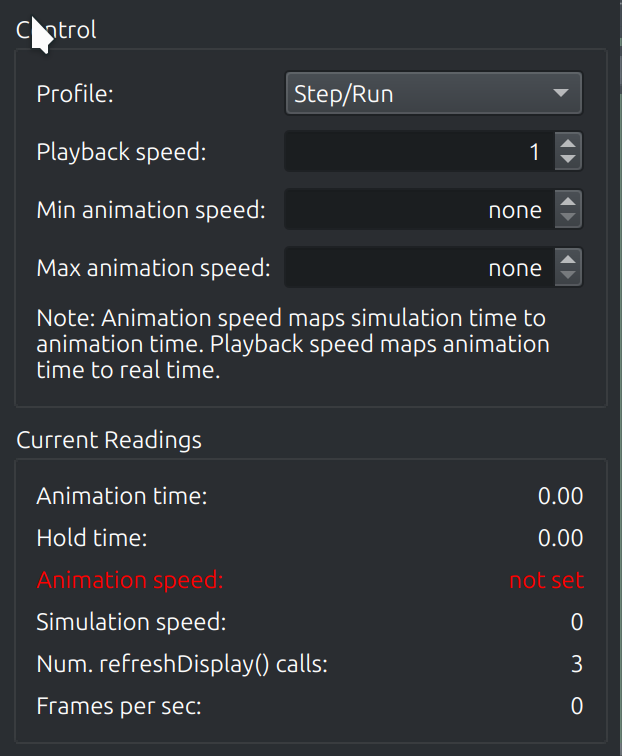 Control
Profile: Step/Run
Playback speed: 1
Min animation speed: none
Max animation speed: none
Note: Animation speed maps simulation time to
animation time. Playback speed maps animation
time to real time.
Current Readings
Animation time: 0.00
Hold time: 0.00
Animation speed: not set
Simulation speed: 0
Num. refreshDisplay() calls: 3
Frames per sec: 0